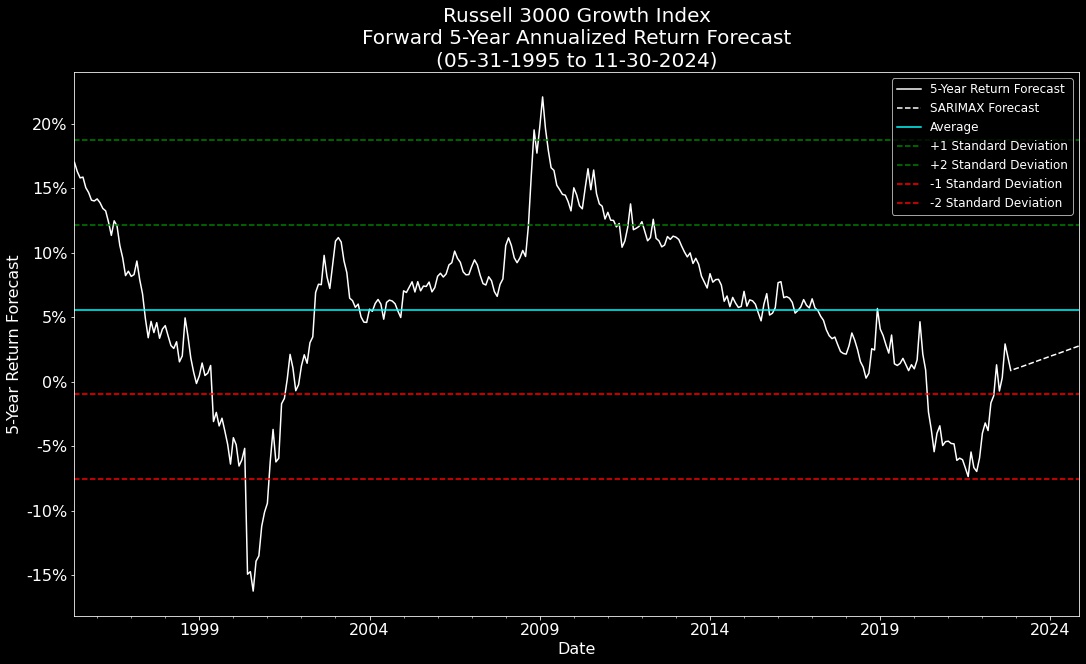 Russell 3000 Growth Index
Forward 5-Year Annualized Return Forecast
(05-31-1995 to 11-30-2024)
5-Year Return Forecast
SARIMAX Forecast
Average
+1 Standard Deviation
+2 Standard Deviation
-1 Standard Deviation
-2 Standard Deviation
5-Year Return Forecast
20%
15%
10%
5%
0%
-5%
-10%
-15%
1999 2004 2009 2014 2019 2024
Date